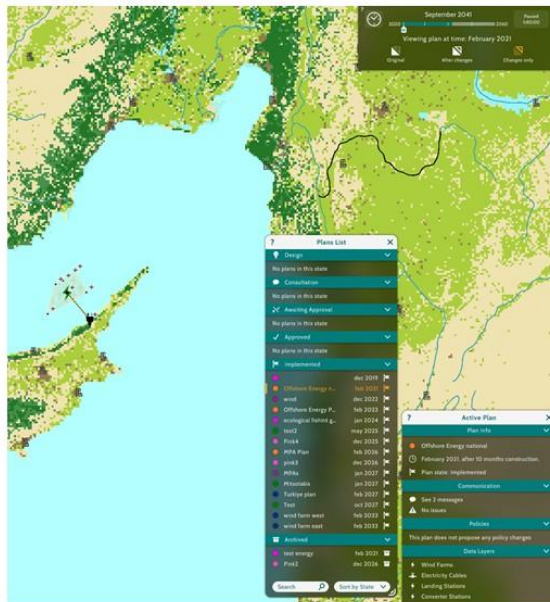 September 2041
2020
2060
Paused
Viewing plan at time: February 2021
Original
After changes
Changes only
?
Plans List
Design
No plans in this state
Consultation
No plans in this state
Awaiting Approval
No plans in this state
Approved
No plans in this state
Implemented
dec 2019
Offshore Energy n... feb 2021
wind dec 2022
Offshore Energy P... feb 2023
ecological fishing g... jan 2024
test2 may 2025
Pink4 dec 2025
MPA Plan feb 2026
pink3 dec 2026
MPAs jan 2027
jan 2027
Turkiye plan feb 2027
Test oct 2027
wind farm west feb 2033
wind farm east feb 2033
Archived
test energy feb 2021
Pink2 dec 2026
Search
Sort by State
?
Active Plan
Plan info
Offshore Energy national
February 2021, after 10 months construction.
Plan state: Implemented
Communication
See 2 messages
No issues
Policies
This plan does not propose any policy changes
Data Layers
Wind Farms
Electricity Cables
Landing Stations
Converter Stations